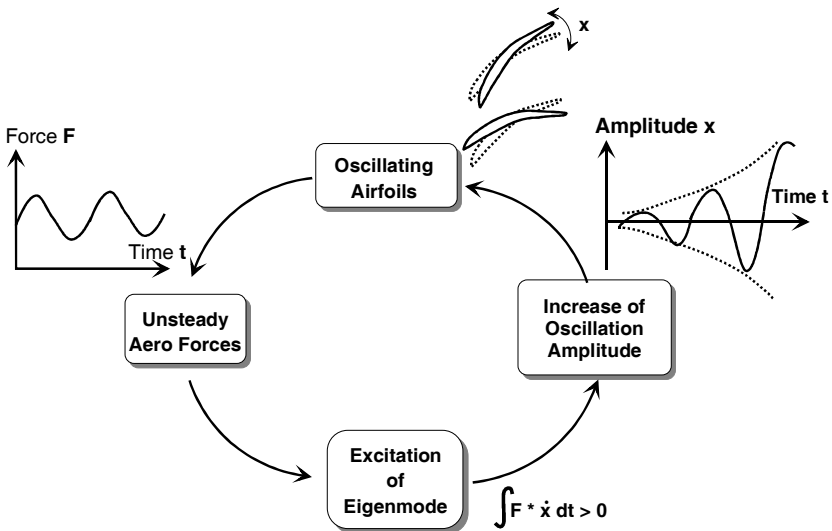 x
Force F
Time t
Oscillating
Airfoils
Amplitude x
Time t
Unsteady
Aero Forces
Increase of
Oscillation
Amplitude
Excitation
of
Eigenmode
∫F * ẋ dt > 0